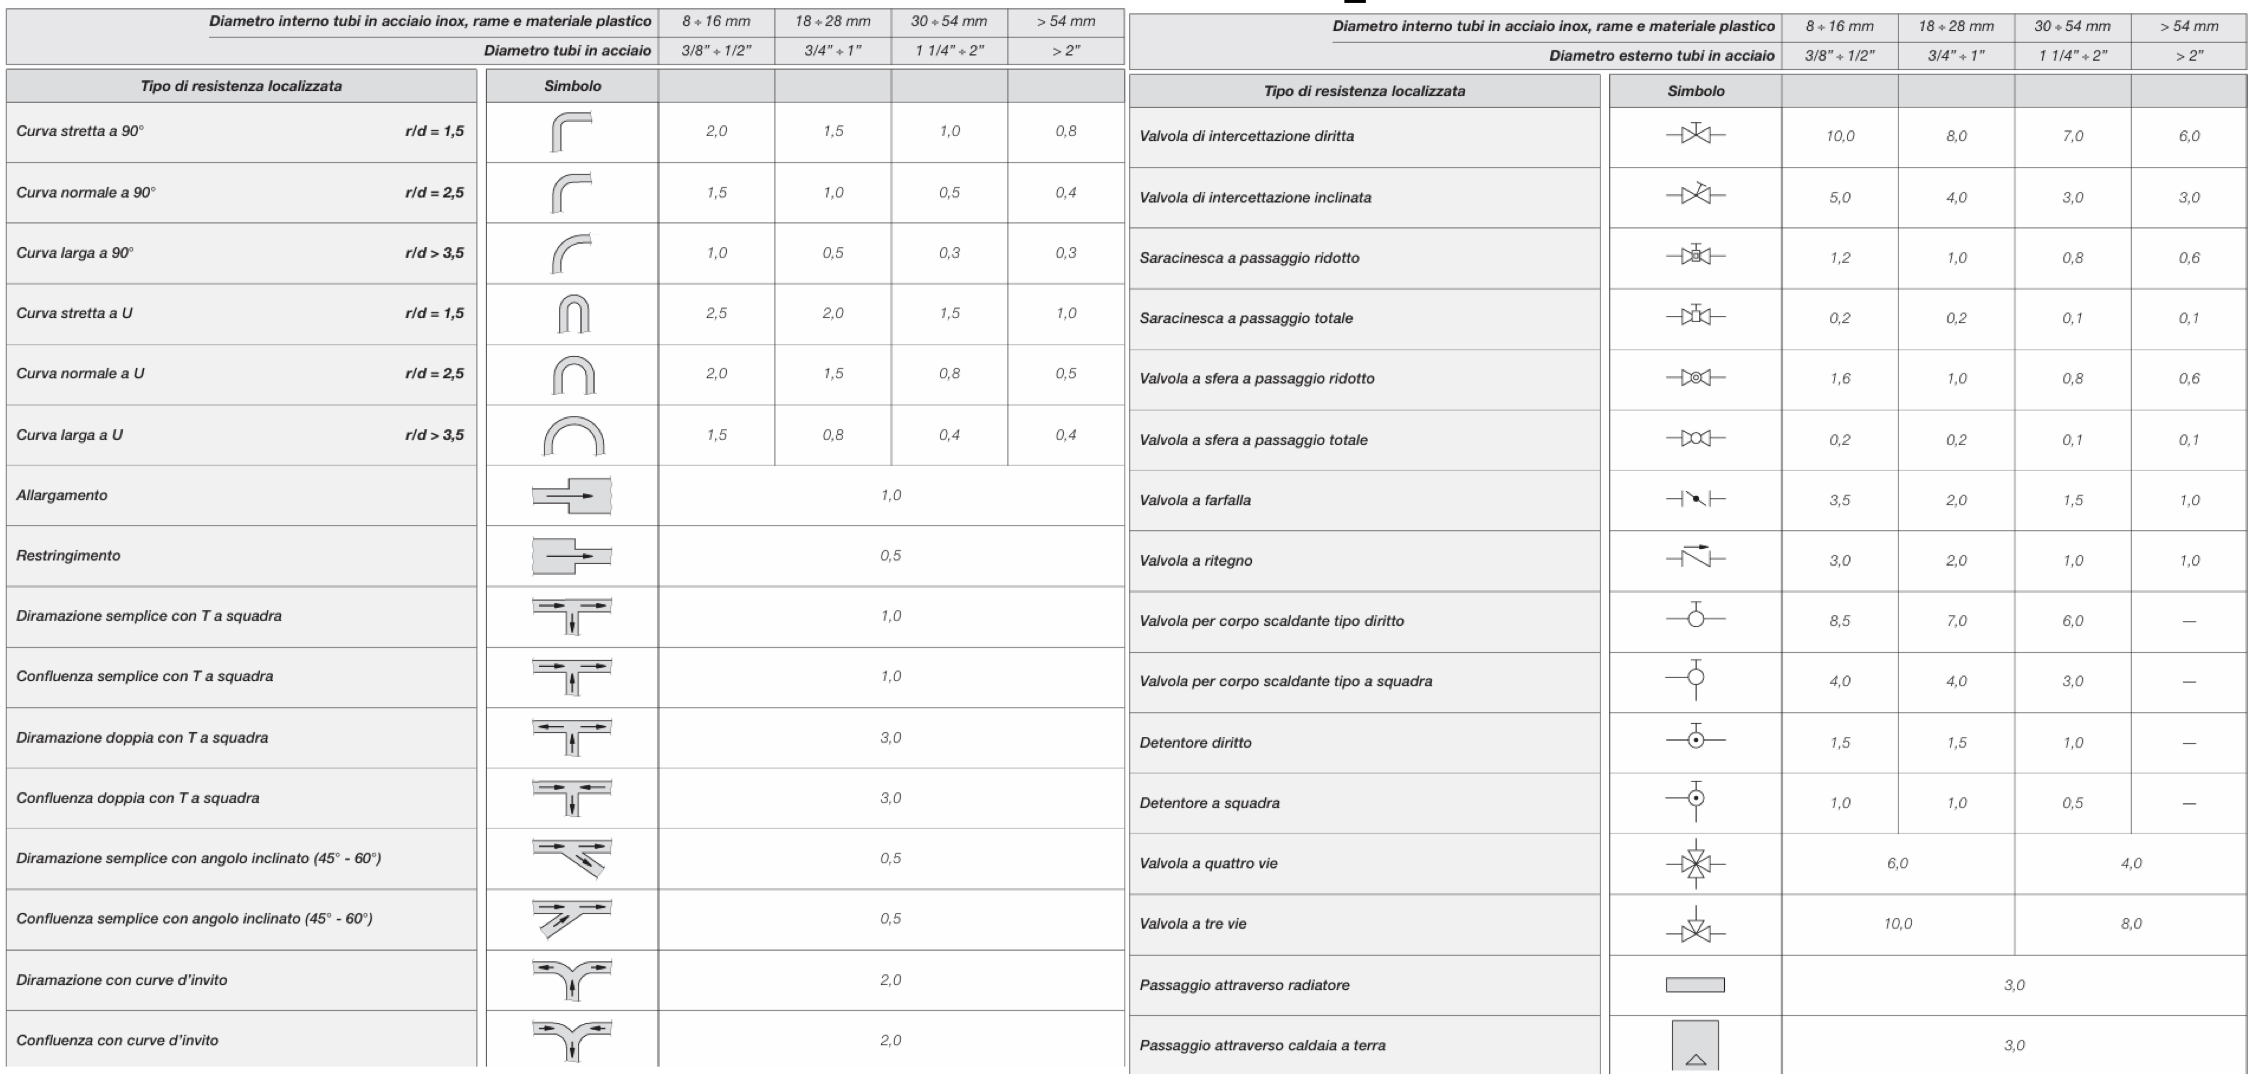 Diametro interno tubi in acciaio inox, rame e materiale plastico 8 ÷ 16 mm 18 ÷ 28 mm 30 ÷ 54 mm > 54 mm
Diametro tubi in acciaio 3/8” ÷ 1/2” 3/4” ÷ 1” 1 1/4” ÷ 2” > 2”
Tipo di resistenza localizzata Simbolo
Curva stretta a 90° r/d = 1,5 2,0 1,5 1,0 0,8
Curva normale a 90° r/d = 2,5 1,5 1,0 0,5 0,4
Curva larga a 90° r/d > 3,5 1,0 0,5 0,3 0,3
Curva stretta a U r/d = 1,5 2,5 2,0 1,5 1,0
Curva normale a U r/d = 2,5 2,0 1,5 0,8 0,5
Curva larga a U r/d > 3,5 1,5 0,8 0,4 0,4
Allargamento 1,0
Restringimento 0,5
Diramazione semplice con T a squadra 1,0
Confluenza semplice con T a squadra 1,0
Diramazione doppia con T a squadra 3,0
Confluenza doppia con T a squadra 3,0
Diramazione semplice con angolo inclinato (45° - 60°) 0,5
Confluenza semplice con angolo inclinato (45° - 60°) 0,5
Diramazione con curve d’invito 2,0
Confluenza con curve d’invito 2,0
Diametro interno tubi in acciaio inox, rame e materiale plastico 8 ÷ 16 mm 18 ÷ 28 mm 30 ÷ 54 mm > 54 mm
Diametro esterno tubi in acciaio 3/8” ÷ 1/2” 3/4” ÷ 1” 1 1/4” ÷ 2” > 2”
Tipo di resistenza localizzata Simbolo
Valvola di intercettazione diritta 10,0 8,0 7,0 6,0
Valvola di intercettazione inclinata 5,0 4,0 3,0 3,0
Saracinesca a passaggio ridotto 1,2 1,0 0,8 0,6
Saracinesca a passaggio totale 0,2 0,2 0,1 0,1
Valvola a sfera a passaggio ridotto 1,6 1,0 0,8 0,6
Valvola a sfera a passaggio totale 0,2 0,2 0,1 0,1
Valvola a farfalla 3,5 2,0 1,5 1,0
Valvola a ritegno 3,0 2,0 1,0 1,0
Valvola per corpo scaldante tipo diritto 8,5 7,0 6,0 —
Valvola per corpo scaldante tipo a squadra 4,0 4,0 3,0 —
Detentore diritto 1,5 1,5 1,0 —
Detentore a squadra 1,0 1,0 0,5 —
Valvola a quattro vie 6,0 4,0
Valvola a tre vie 10,0 8,0
Passaggio attraverso radiatore 3,0
Passaggio attraverso caldaia a terra 3,0